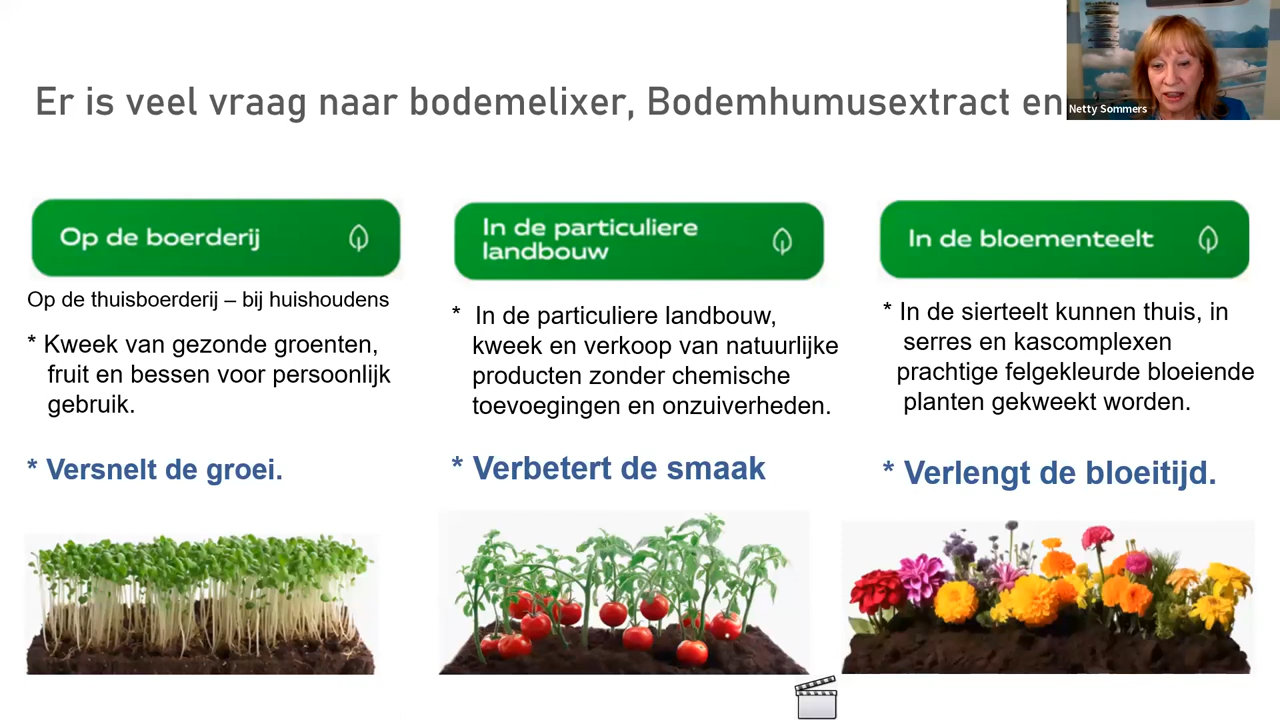 Er is veel vraag naar bodemelixer, Bodemhumusextract en
Netty Sommers
Op de boerderij
Op de thuisboerderij – bij huishoudens
* Kweek van gezonde groenten,
fruit en bessen voor persoonlijk
gebruik.
* Versnelt de groei.
In de particuliere
landbouw
* In de particuliere landbouw,
kweek en verkoop van natuurlijke
producten zonder chemische
toevoegingen en onzuiverheden.
* Verbetert de smaak
In de bloementeelt
* In de sierteelt kunnen thuis, in
serres en kascomplexen
prachtige felgekleurde bloeiende
planten gekweekt worden.
* Verlengt de bloeitijd.